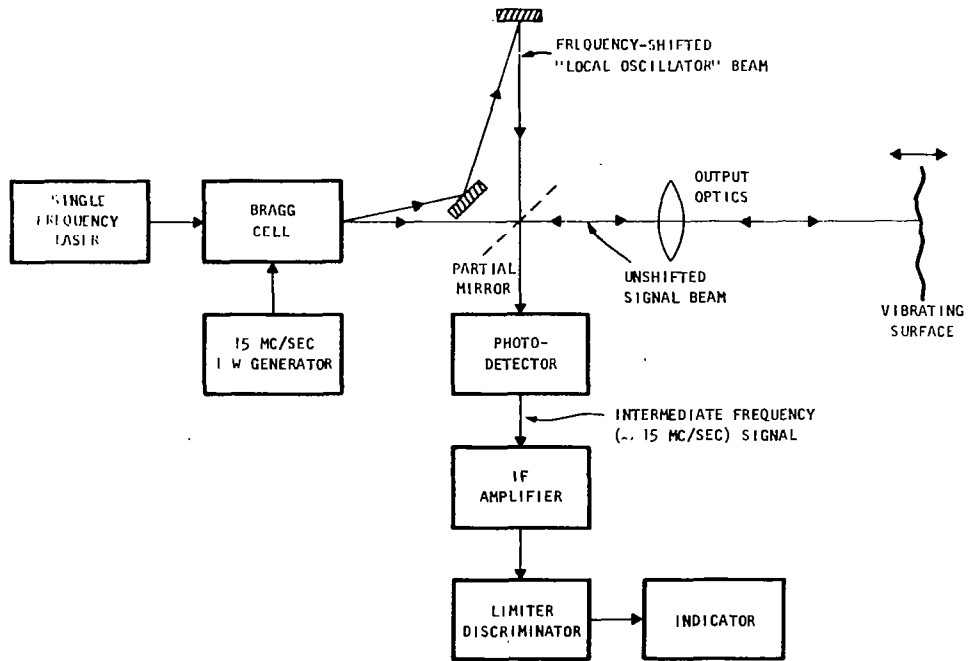 FREQUENCY-SHIFTED
"LOCAL OSCILLATOR" BEAM
SINGLE
FREQUENCY
LASER
BRAGG
CELL
OUTPUT
OPTICS
PARTIAL
MIRROR
UNSHIFTED
SIGNAL BEAM
VIBRATING
SURFACE
15 MC/SEC
1 W GENERATOR
PHOTO-
DETECTOR
INTERMEDIATE FREQUENCY
(~ 15 MC/SEC) SIGNAL
IF
AMPLIFIER
LIMITER
DISCRIMINATOR
INDICATOR